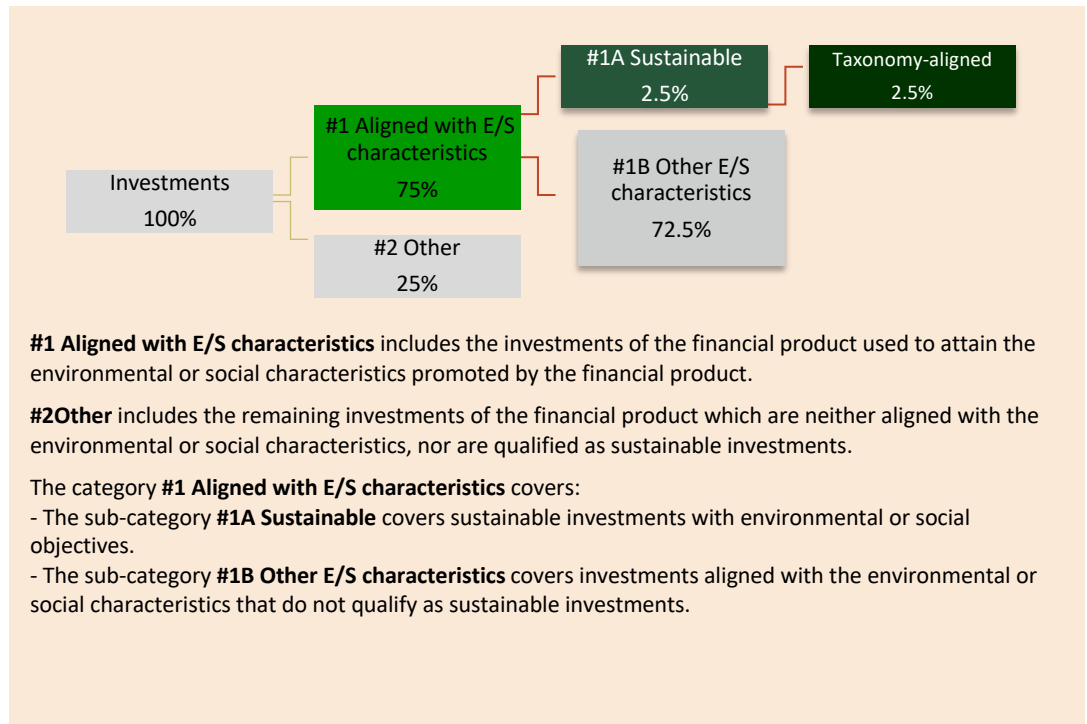 #1A Sustainable
2.5%
Taxonomy-aligned
2.5%
#1 Aligned with E/S
characteristics
75%
#1B Other E/S
characteristics
72.5%
Investments
100%
#2 Other
25%
#1 Aligned with E/S characteristics includes the investments of the financial product used to attain the
environmental or social characteristics promoted by the financial product.
#2Other includes the remaining investments of the financial product which are neither aligned with the
environmental or social characteristics, nor are qualified as sustainable investments.
The category #1 Aligned with E/S characteristics covers:
- The sub-category #1A Sustainable covers sustainable investments with environmental or social
objectives.
- The sub-category #1B Other E/S characteristics covers investments aligned with the environmental or
social characteristics that do not qualify as sustainable investments.